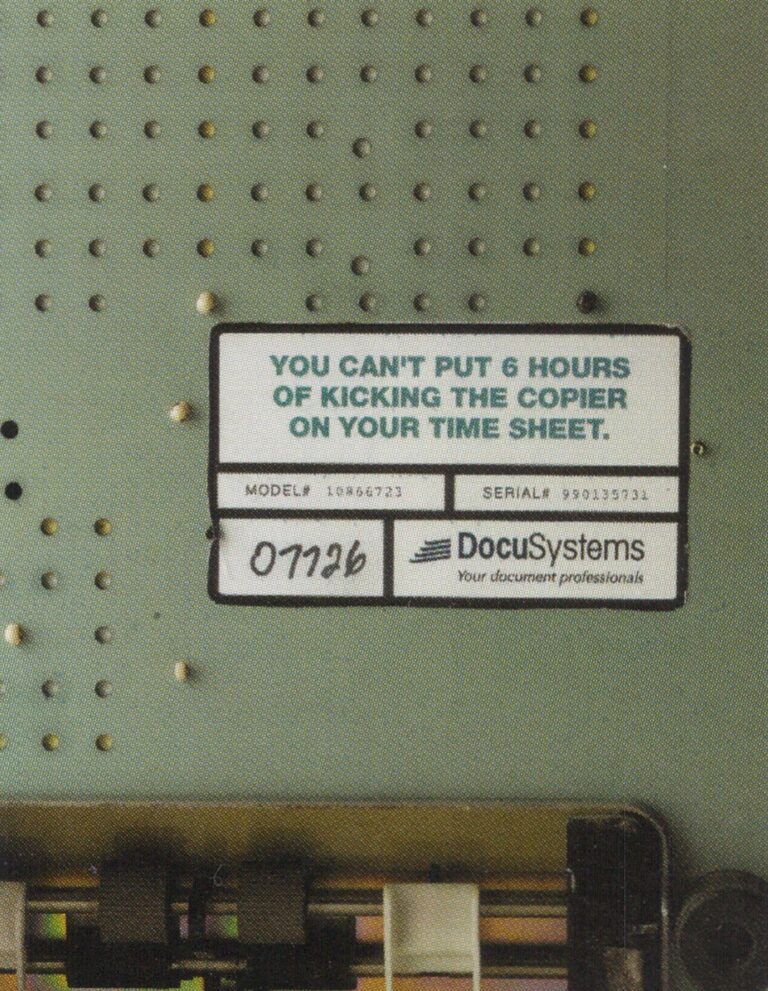 YOU CAN'T PUT 6 HOURS
OF KICKING THE COPIER
ON YOUR TIME SHEET.
MODEL# 10866723 SERIAL# 990135731
07726 DocuSystems
Your document professionals